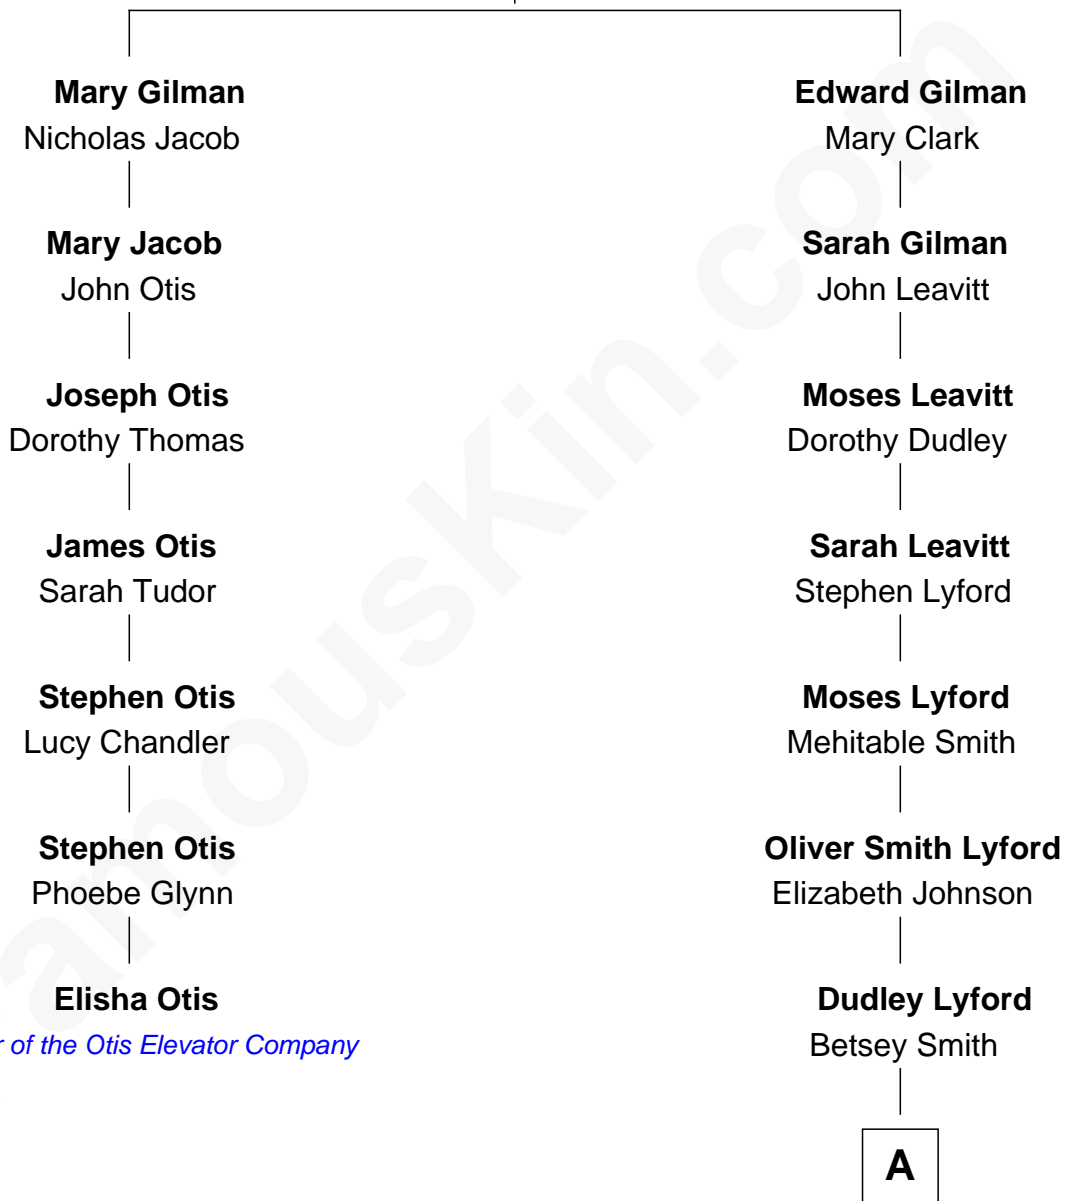 Mary Gilman
Nicholas Jacob
Mary Jacob
John Otis
Joseph Otis
Dorothy Thomas
James Otis
Sarah Tudor
Stephen Otis
Lucy Chandler
Stephen Otis
Phoebe Glynn
Elisha Otis
r of the Otis Elevator Company
Edward Gilman
Mary Clark
Sarah Gilman
John Leavitt
Moses Leavitt
Dorothy Dudley
Sarah Leavitt
Stephen Lyford
Moses Lyford
Mehitable Smith
Oliver Smith Lyford
Elizabeth Johnson
Dudley Lyford
Betsey Smith
A
amouskin.com